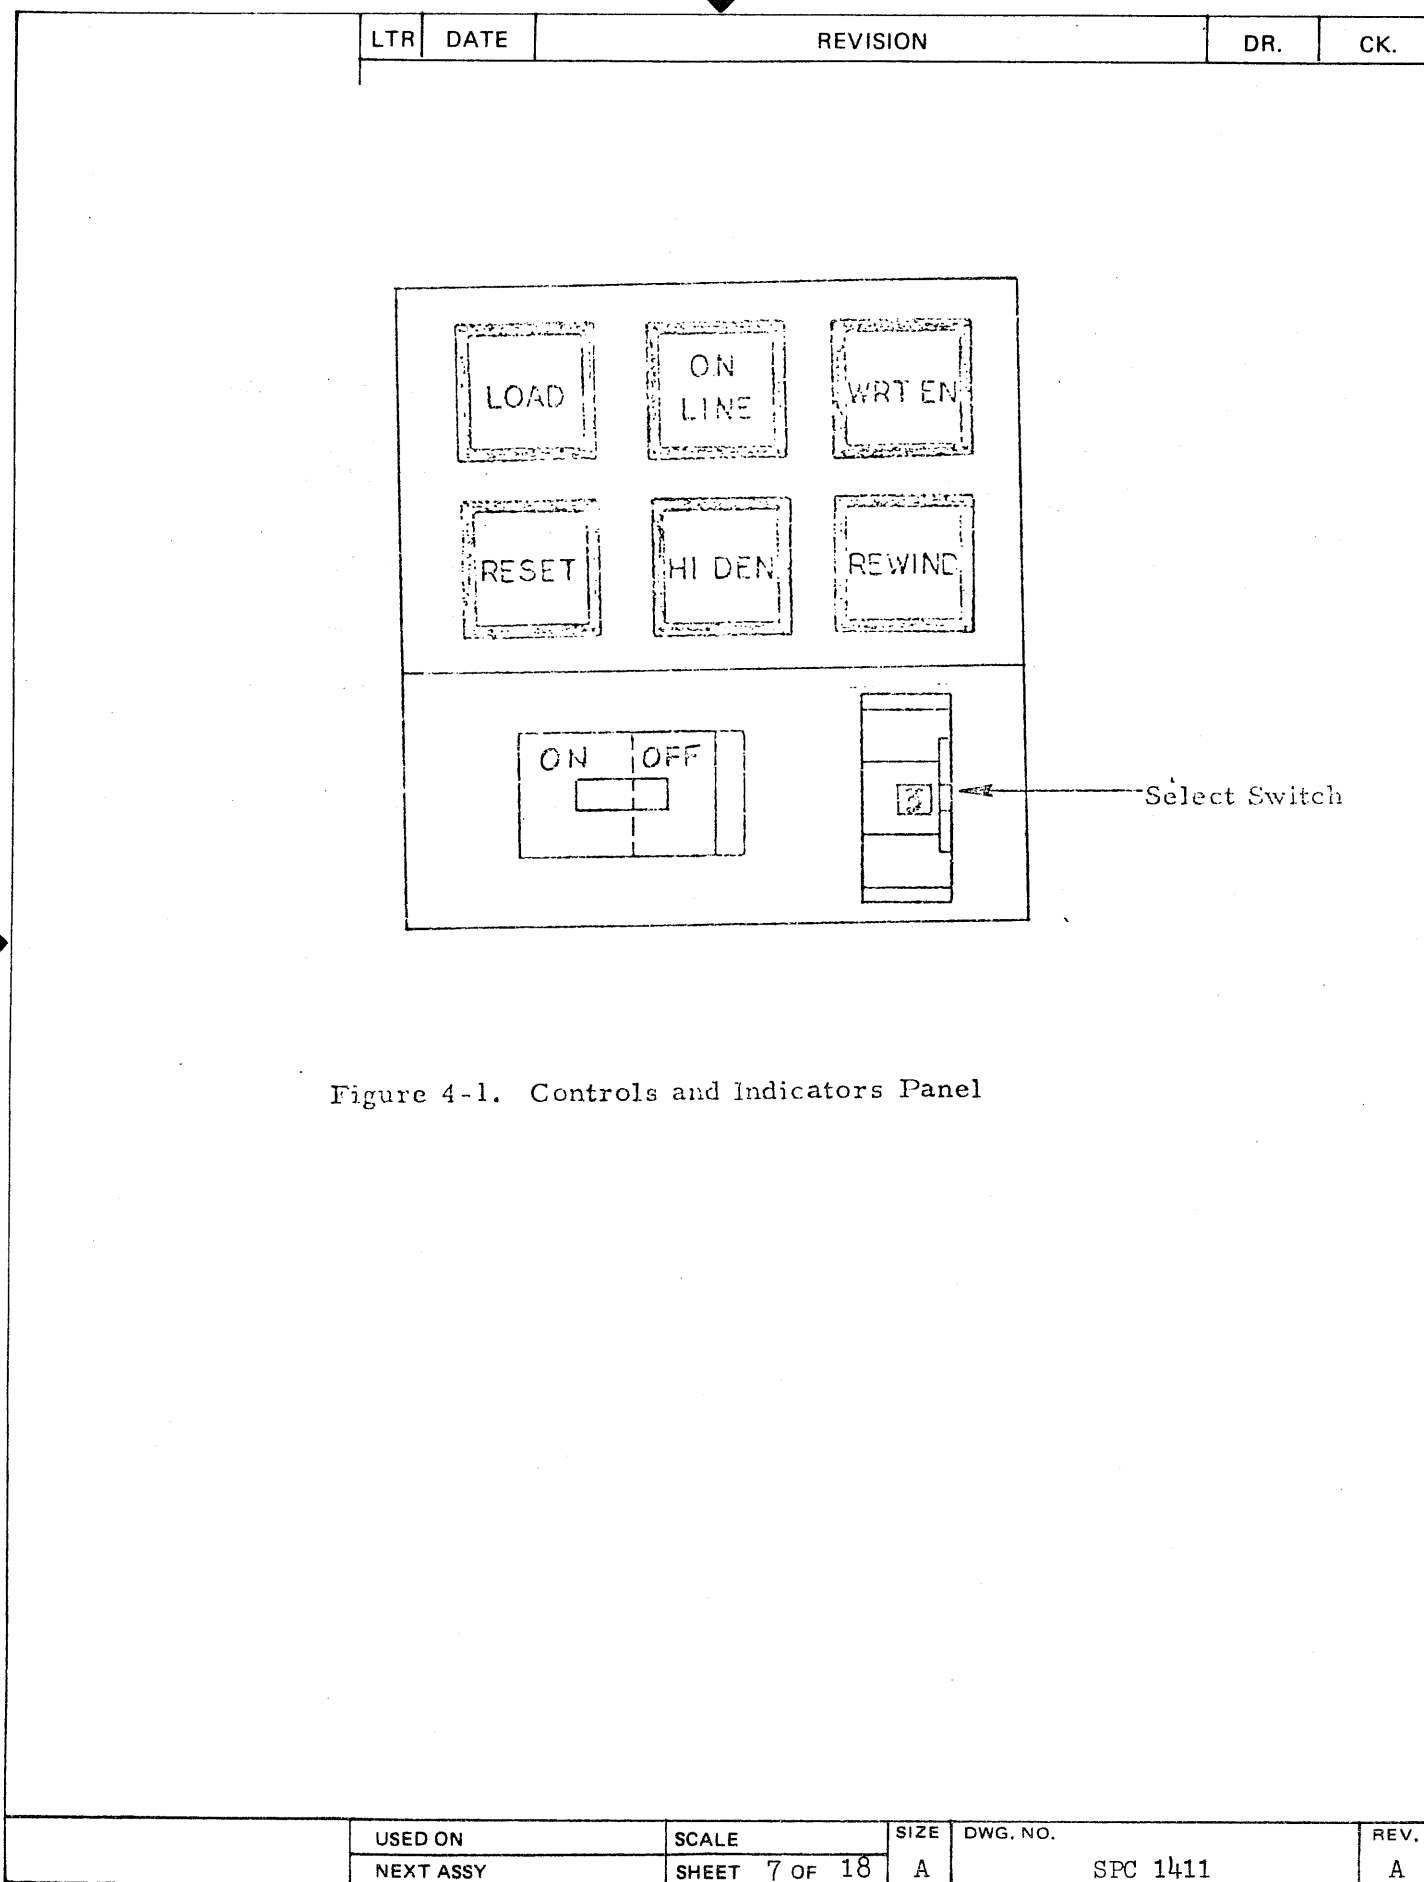 LTR DATE REVISION DR. CK.
LOAD ON LINE WRT EN
RESET HI DEN REWIND
ON OFF
Select Switch
Figure 4-1. Controls and Indicators Panel
USED ON SCALE SIZE DWG. NO. REV.
NEXT ASSY SHEET 7 OF 18 A SPC 1411 A